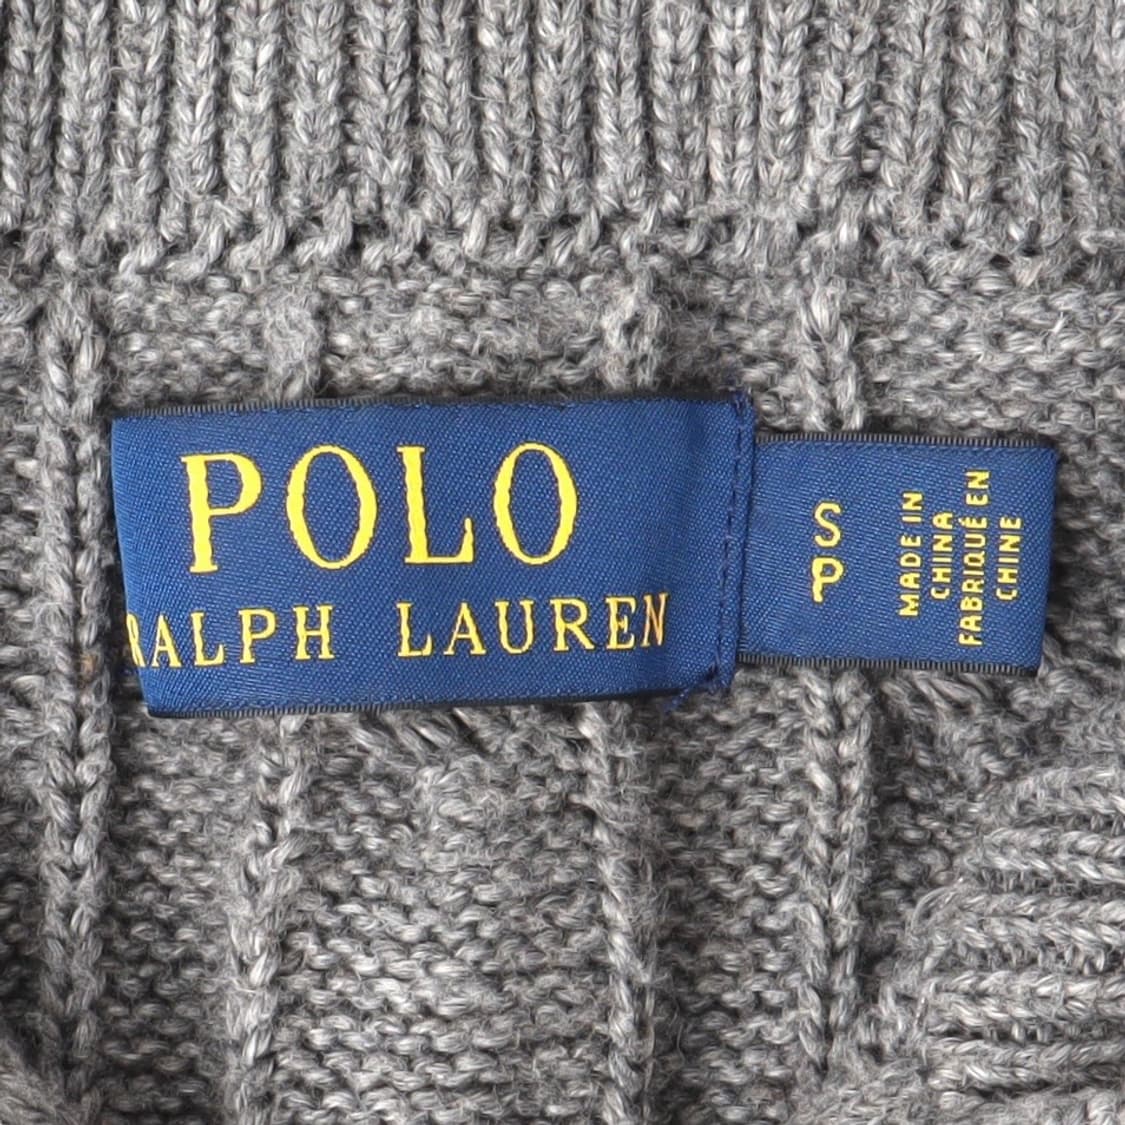 POLO
RALPH LAUREN
S
P
MADE IN
CHINA
FABRIQUÉ EN
CHINE